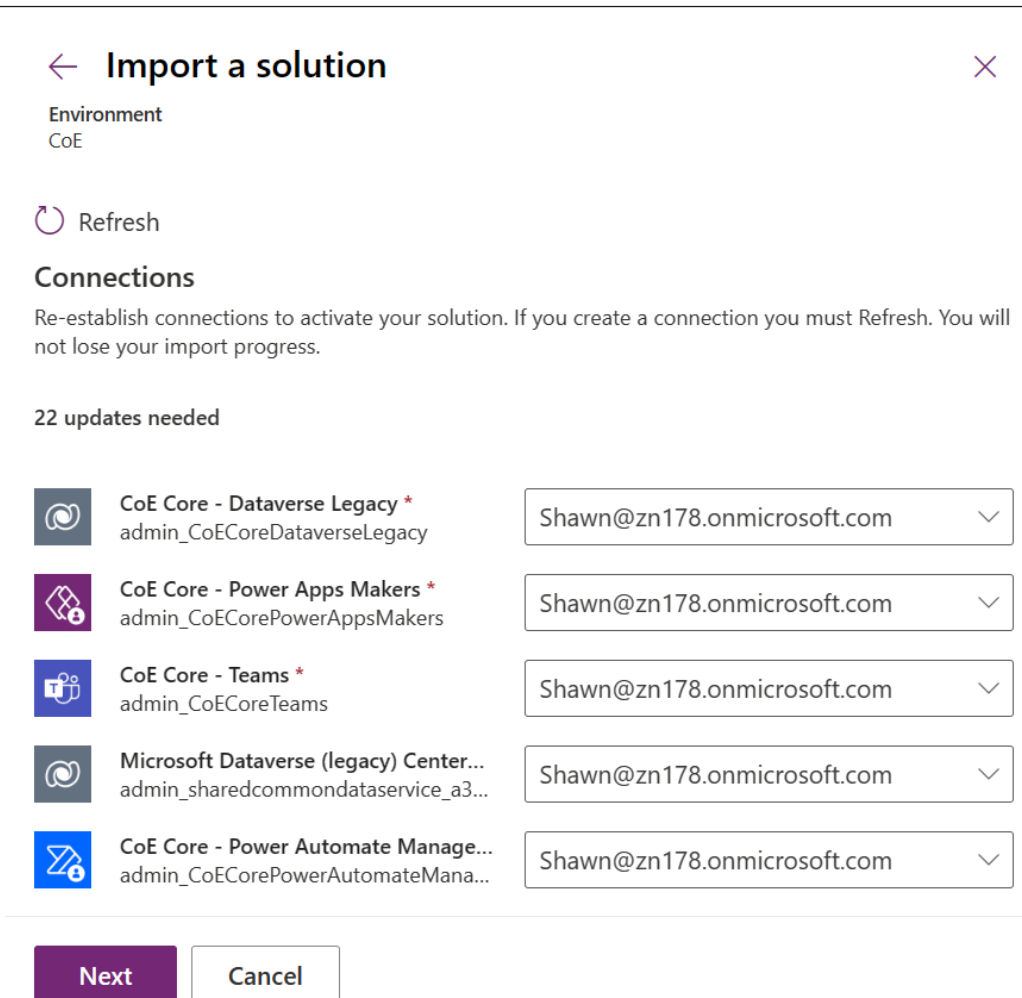 Import a solution
Environment
CoE
Refresh
Connections
Re-establish connections to activate your solution. If you create a connection you must Refresh. You will
not lose your import progress.
22 updates needed
CoE Core - Dataverse Legacy *
admin_CoECoreDataverseLegacy
Shawn@zn178.onmicrosoft.com
CoE Core - Power Apps Makers *
admin_CoECorePowerAppsMakers
Shawn@zn178.onmicrosoft.com
CoE Core - Teams *
admin_CoECoreTeams
Shawn@zn178.onmicrosoft.com
Microsoft Dataverse (legacy) Center...
admin_sharedcommondataservice_a3...
Shawn@zn178.onmicrosoft.com
CoE Core - Power Automate Manage...
admin_CoECorePowerAutomateMana...
Shawn@zn178.onmicrosoft.com
Next
Cancel